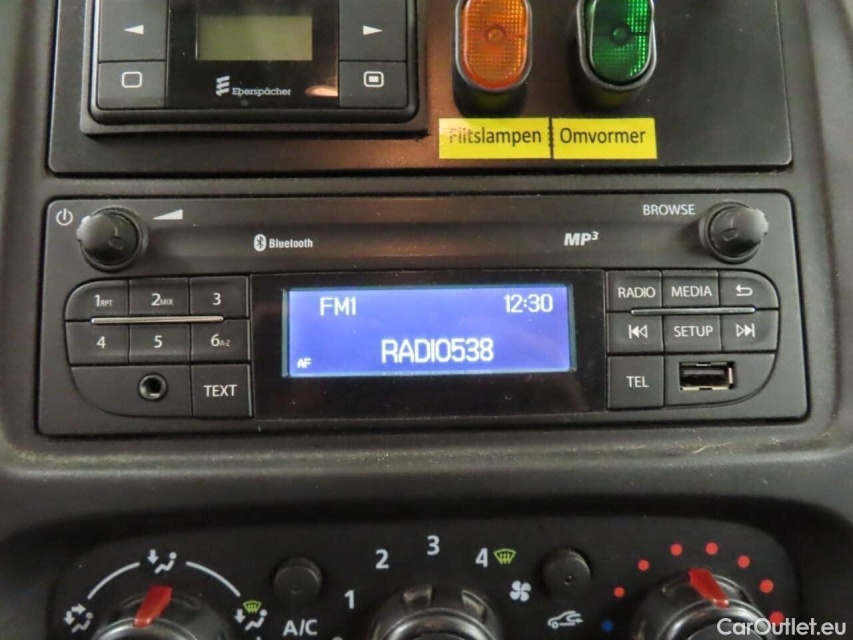 Eberspächer
Flitslampen Omvormer
BROWSE
Bluetooth MP3
FM1 12:30
AF RADIO538
1RPT 2MIX 3
4 5 6A-Z
TEXT
RADIO MEDIA
SETUP
TEL
1 2 3 4
A/C
CarOutlet.eu